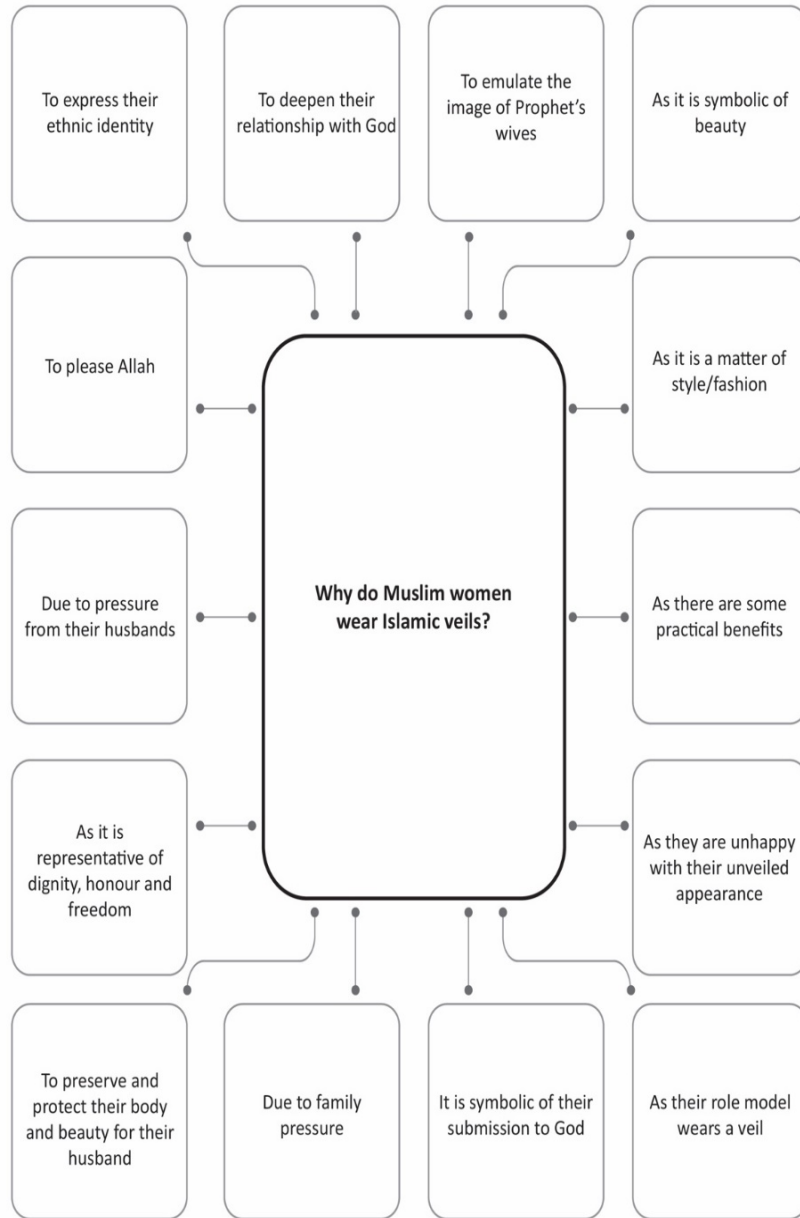 To express their
ethnic identity
To deepen their
relationship with God
To emulate the
image of Prophet’s
wives
As it is symbolic of
beauty
To please Allah
As it is a matter of
style/fashion
Due to pressure
from their husbands
Why do Muslim women
wear Islamic veils?
As there are some
practical benefits
As it is
representative of
dignity, honour and
freedom
As they are unhappy
with their unveiled
appearance
To preserve and
protect their body
and beauty for their
husband
Due to family
pressure
It is symbolic of their
submission to God
As their role model
wears a veil